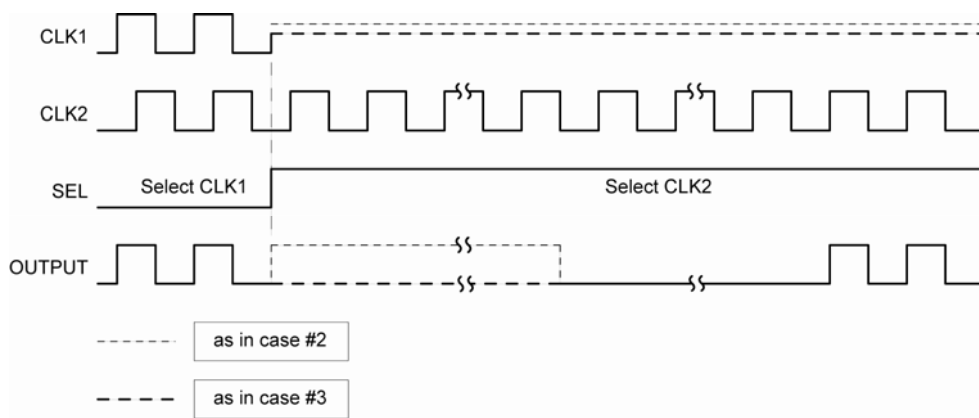 CLK1
CLK2
SEL
Select CLK1
Select CLK2
OUTPUT
as in case #2
as in case #3